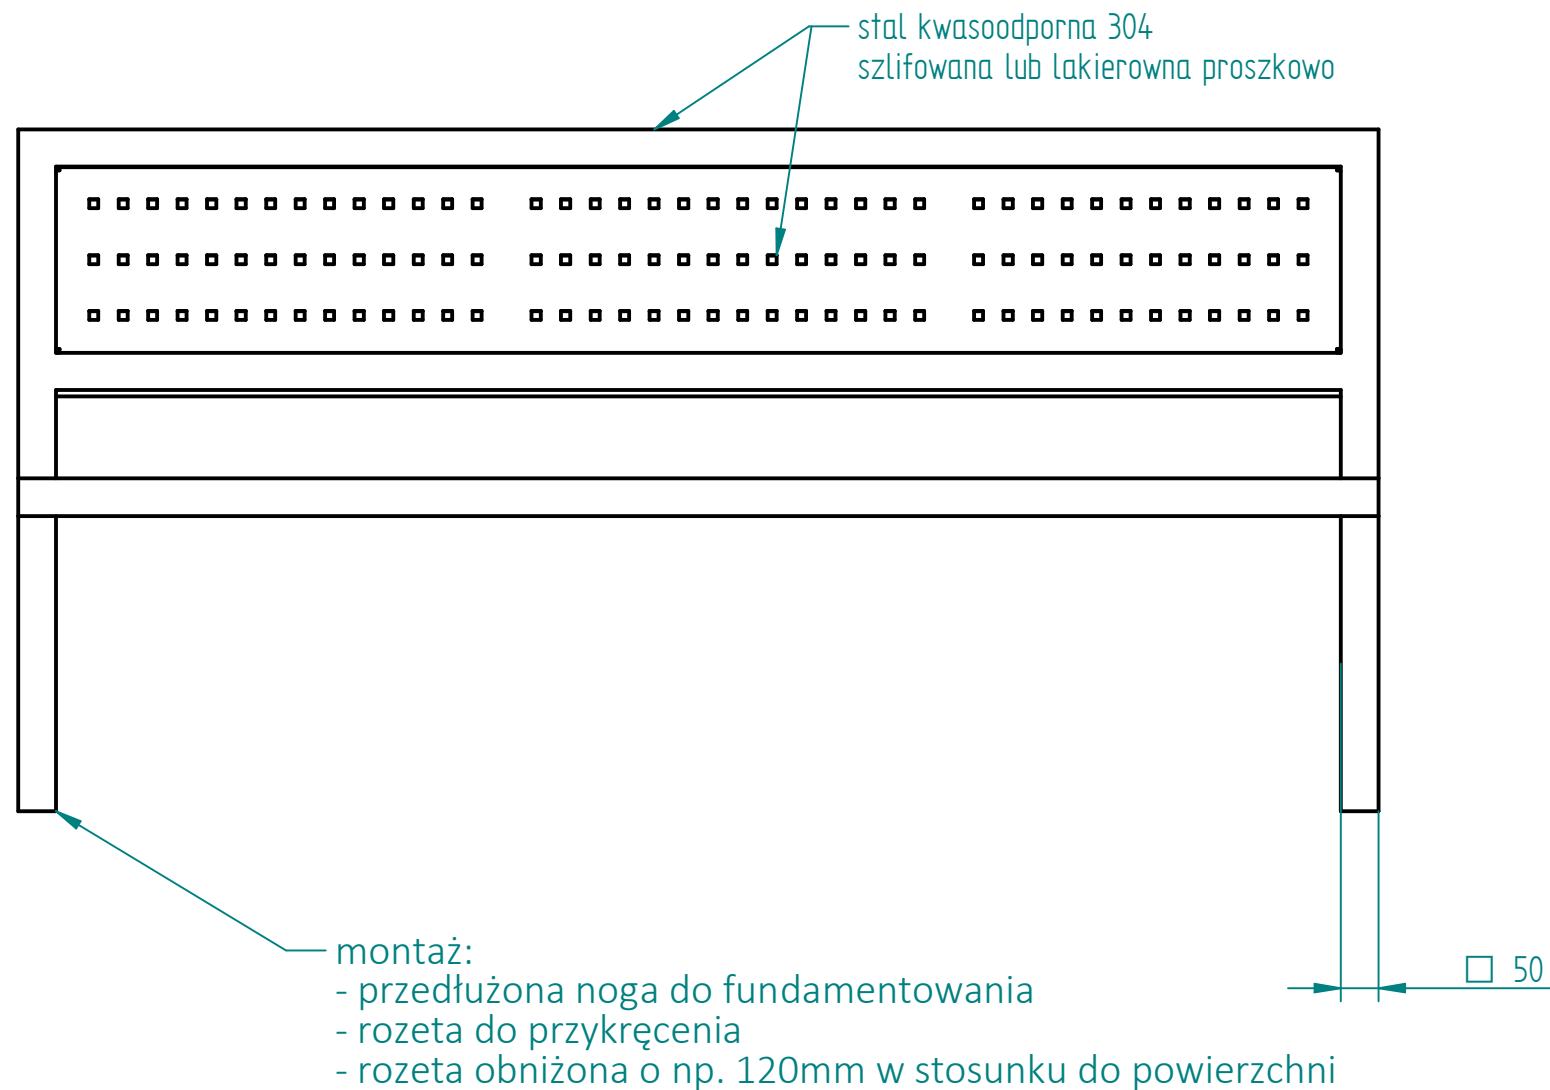 stal kwasoodporna 304
szlifowana lub lakierowna proszkowo
montaż:
- przedłużona noga do fundamentowania
- rozeta do przykręcenia
- rozeta obniżona o np. 120mm w stosunku do powierzchni
□ 50